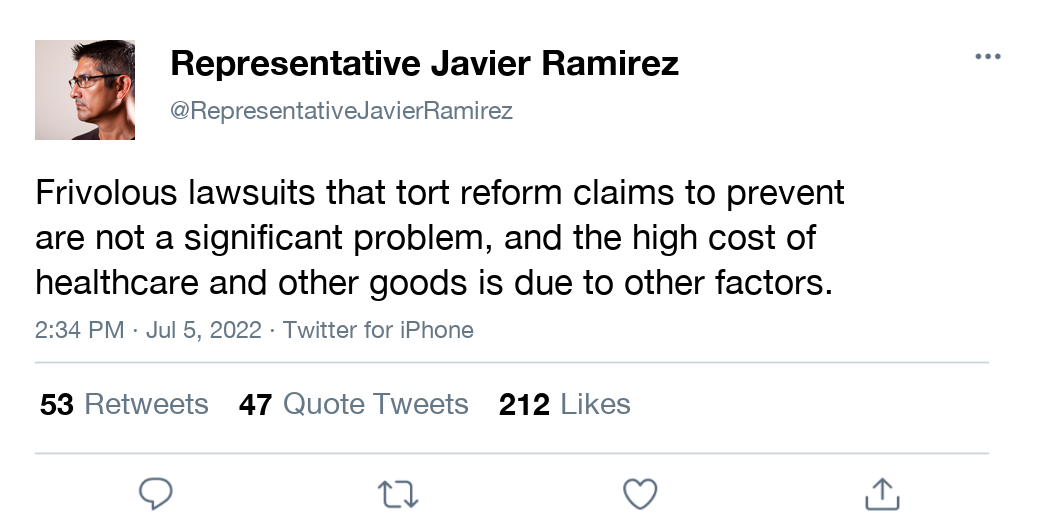 Representative Javier Ramirez
@RepresentativeJavierRamirez
Frivolous lawsuits that tort reform claims to prevent
are not a significant problem, and the high cost of
healthcare and other goods is due to other factors.
2:34 PM · Jul 5, 2022 · Twitter for iPhone
53 Retweets 47 Quote Tweets 212 Likes